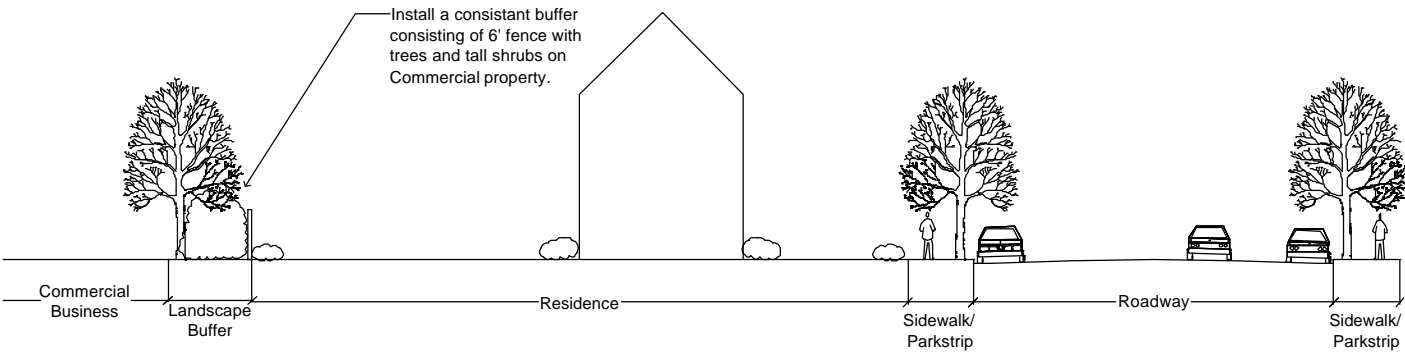 Install a consistant buffer
consisting of 6' fence with
trees and tall shrubs on
Commercial property.
Commercial
Business
Landscape
Buffer
Residence
Sidewalk/
Parkstrip
Roadway
Sidewalk/
Parkstrip